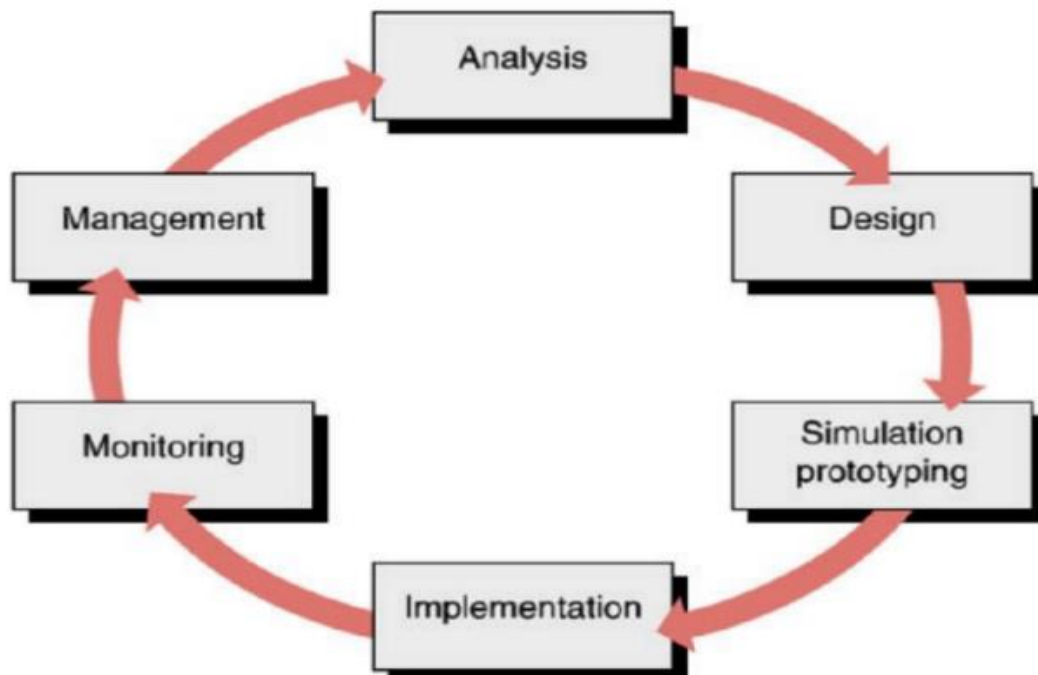 Analysis
Design
Simulation
prototyping
Implementation
Monitoring
Management